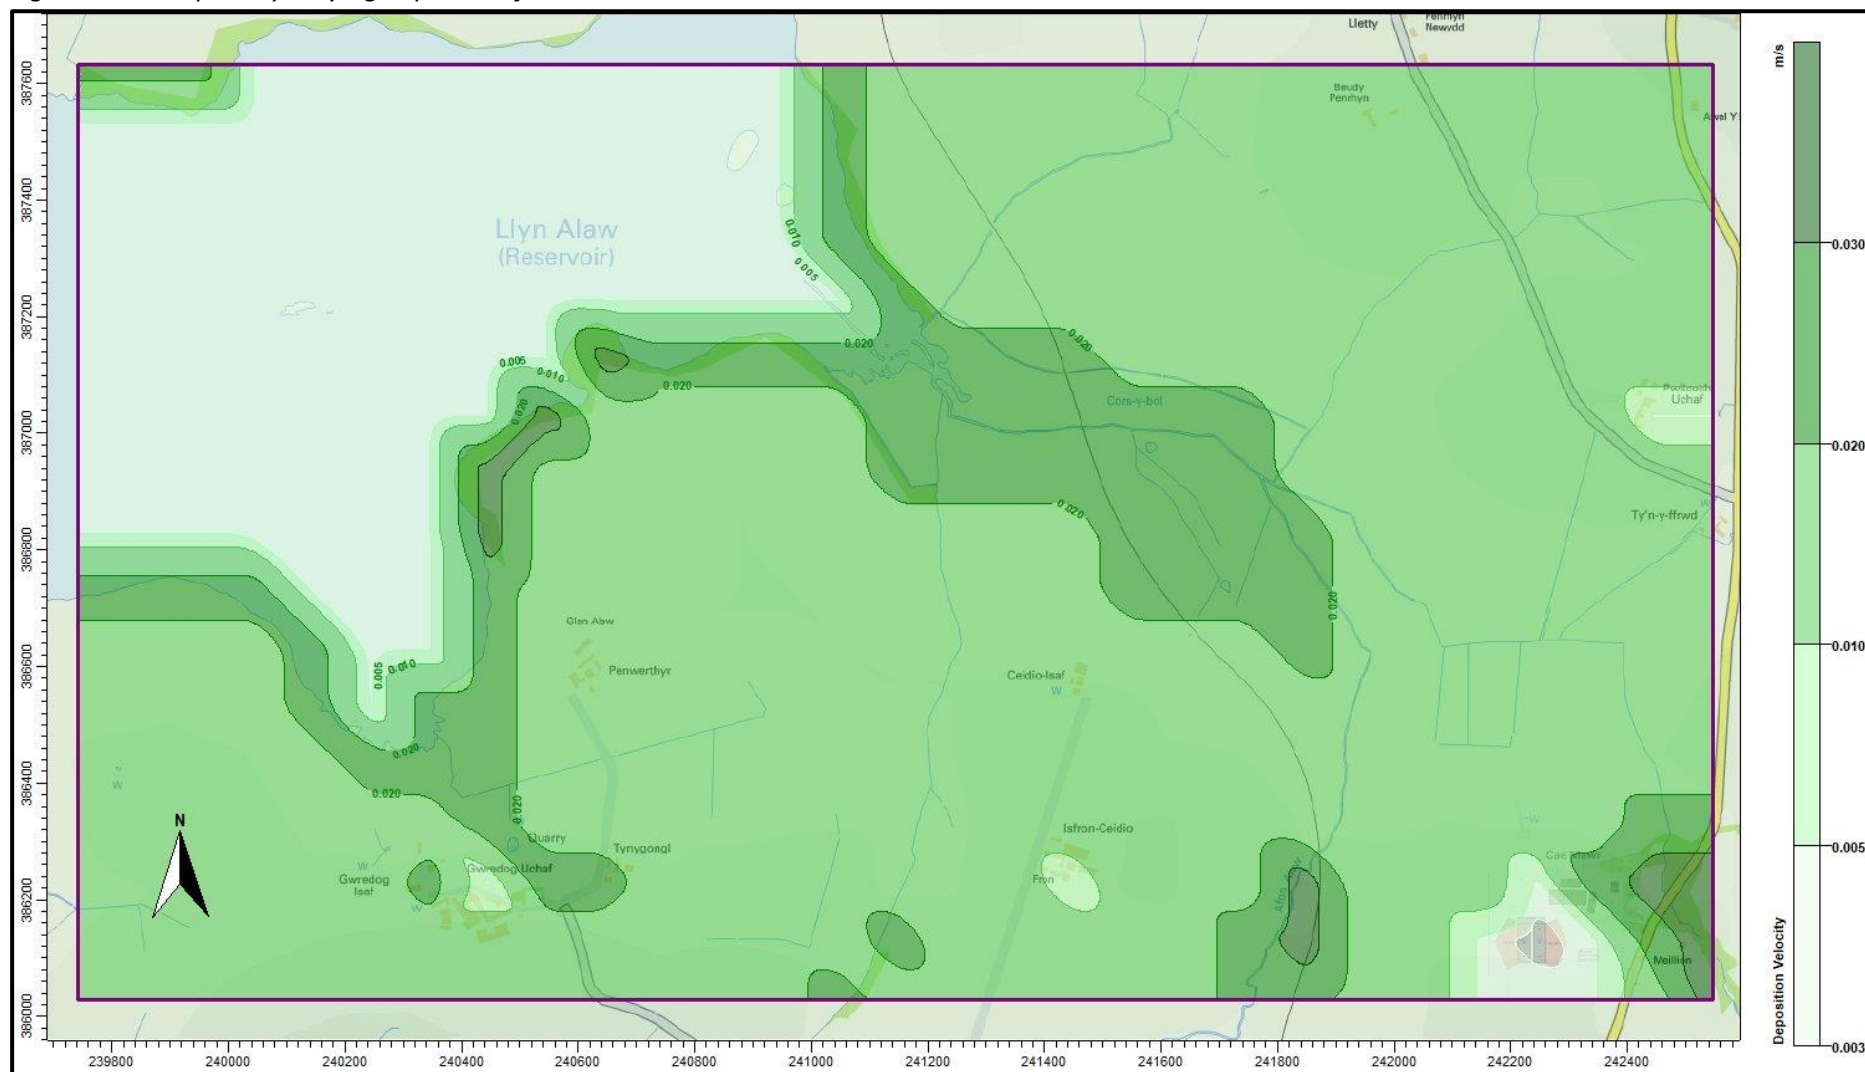 Lletty
Penrhyn
Newydd
m/s
Beudy
Penrhyn
Awel Y
Llyn Alaw
(Reservoir)
387600
387400
387200
387000
386800
386600
386400
386200
386000
0.010
0.005
0.020
0.020
0.020
0.005
0.010
0.020
Cors-y-bol
Uchaf
0.020
Ty'n-y-ffrwd
W
0.020
Glan Alaw
Penwerthyr
Ceidio-Isaf
W
0.005
0.010
0.020
0.020
0.020
W
N
Quarry
Tynygongl
Isfron-Ceidio
W
Gwredog Uchaf
Gwredog
Isaf
W
Fron
Afon Alaw
W
Cae Mawr
Meillion
0.030
0.020
0.010
0.005
0.003
Deposition Velocity
239800
240000
240200
240400
240600
240800
241000
241200
241400
241600
241800
242000
242200
242400